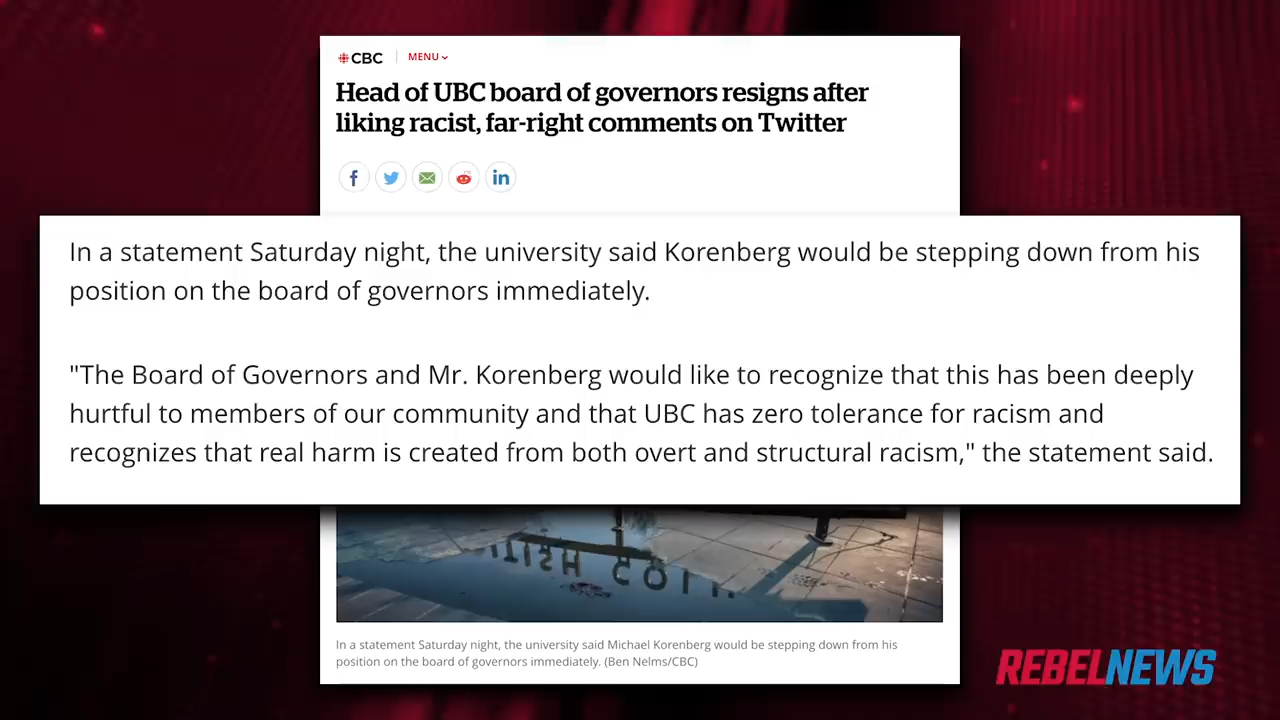 CBC
MENU
Head of UBC board of governors resigns after
liking racist, far-right comments on Twitter
In a statement Saturday night, the university said Korenberg would be stepping down from his
position on the board of governors immediately.
"The Board of Governors and Mr. Korenberg would like to recognize that this has been deeply
hurtful to members of our community and that UBC has zero tolerance for racism and
recognizes that real harm is created from both overt and structural racism," the statement said.
In a statement Saturday night, the university said Michael Korenberg would be stepping down from his
position on the board of governors immediately. (Ben Nelms/CBC)
REBELNEWS